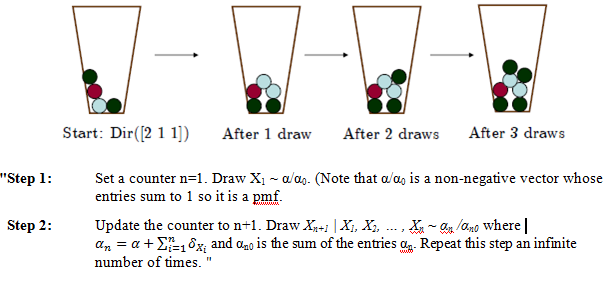 Start: Dir([2 1 1]) After 1 draw After 2 draws After 3 draws
"Step 1: Set a counter n=1. Draw X₁ ~ α/α₀. (Note that α/α₀ is a non-negative vector whose
entries sum to 1 so it is a pmf.
Step 2: Update the counter to n+1. Draw Xₙ₊₁ | X₁, X₂, ... , Xₙ ~ αₙ /αₙ₀ where|
αₙ = α + Σⁿᵢ₌₁ δ_Xᵢ and αₙ₀ is the sum of the entries αₙ. Repeat this step an infinite
number of times. "